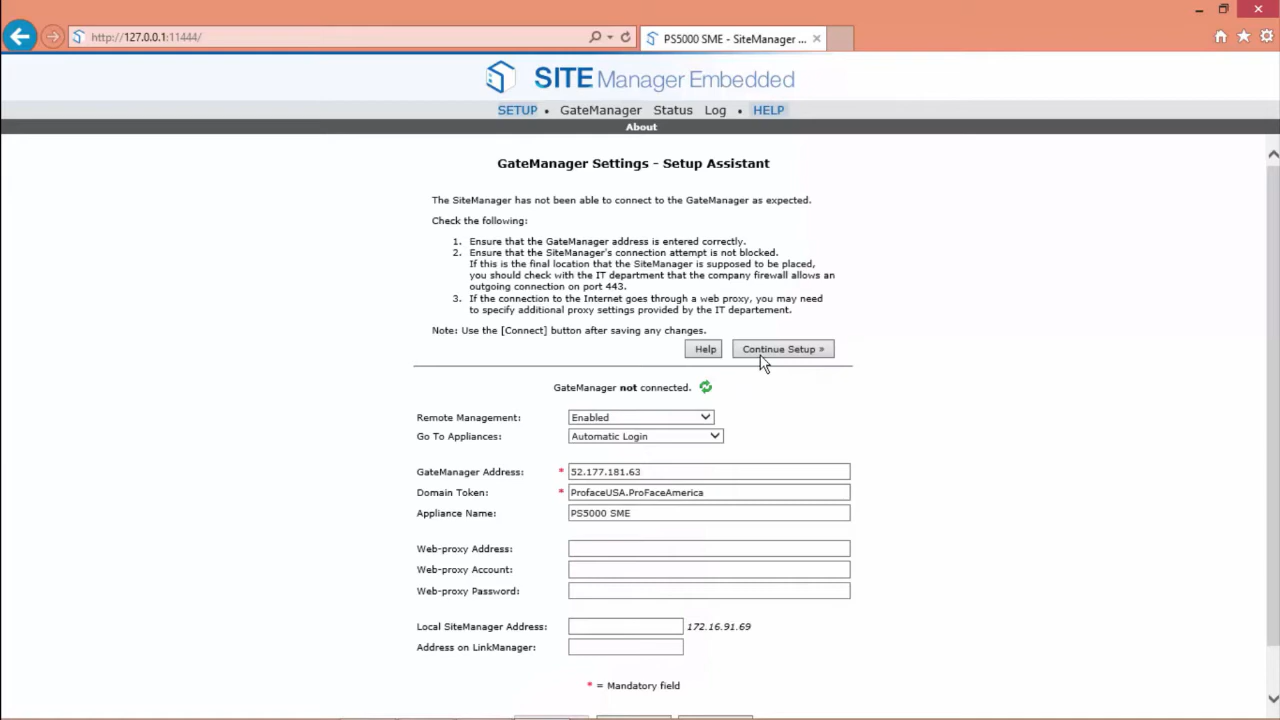 http://127.0.0.1:11444/
PS5000 SME - SiteManager ...
SITE Manager Embedded
SETUP • GateManager Status Log • HELP
About
GateManager Settings - Setup Assistant
The SiteManager has not been able to connect to the GateManager as expected.
Check the following:
1. Ensure that the GateManager address is entered correctly.
2. Ensure that the SiteManager's connection attempt is not blocked.
If this is the final location that the SiteManager is supposed to be placed,
you should check with the IT department that the company firewall allows an
outgoing connection on port 443.
3. If the connection to the Internet goes through a web proxy, you may need
to specify additional proxy settings provided by the IT departement.
Note: Use the [Connect] button after saving any changes.
Help Continue Setup »
GateManager not connected.
Remote Management: Enabled
Go To Appliances: Automatic Login
GateManager Address: * 52.177.181.63
Domain Token: * ProfaceUSA.ProFaceAmerica
Appliance Name: PS5000 SME
Web-proxy Address:
Web-proxy Account:
Web-proxy Password:
Local SiteManager Address: 172.16.91.69
Address on LinkManager:
* = Mandatory field